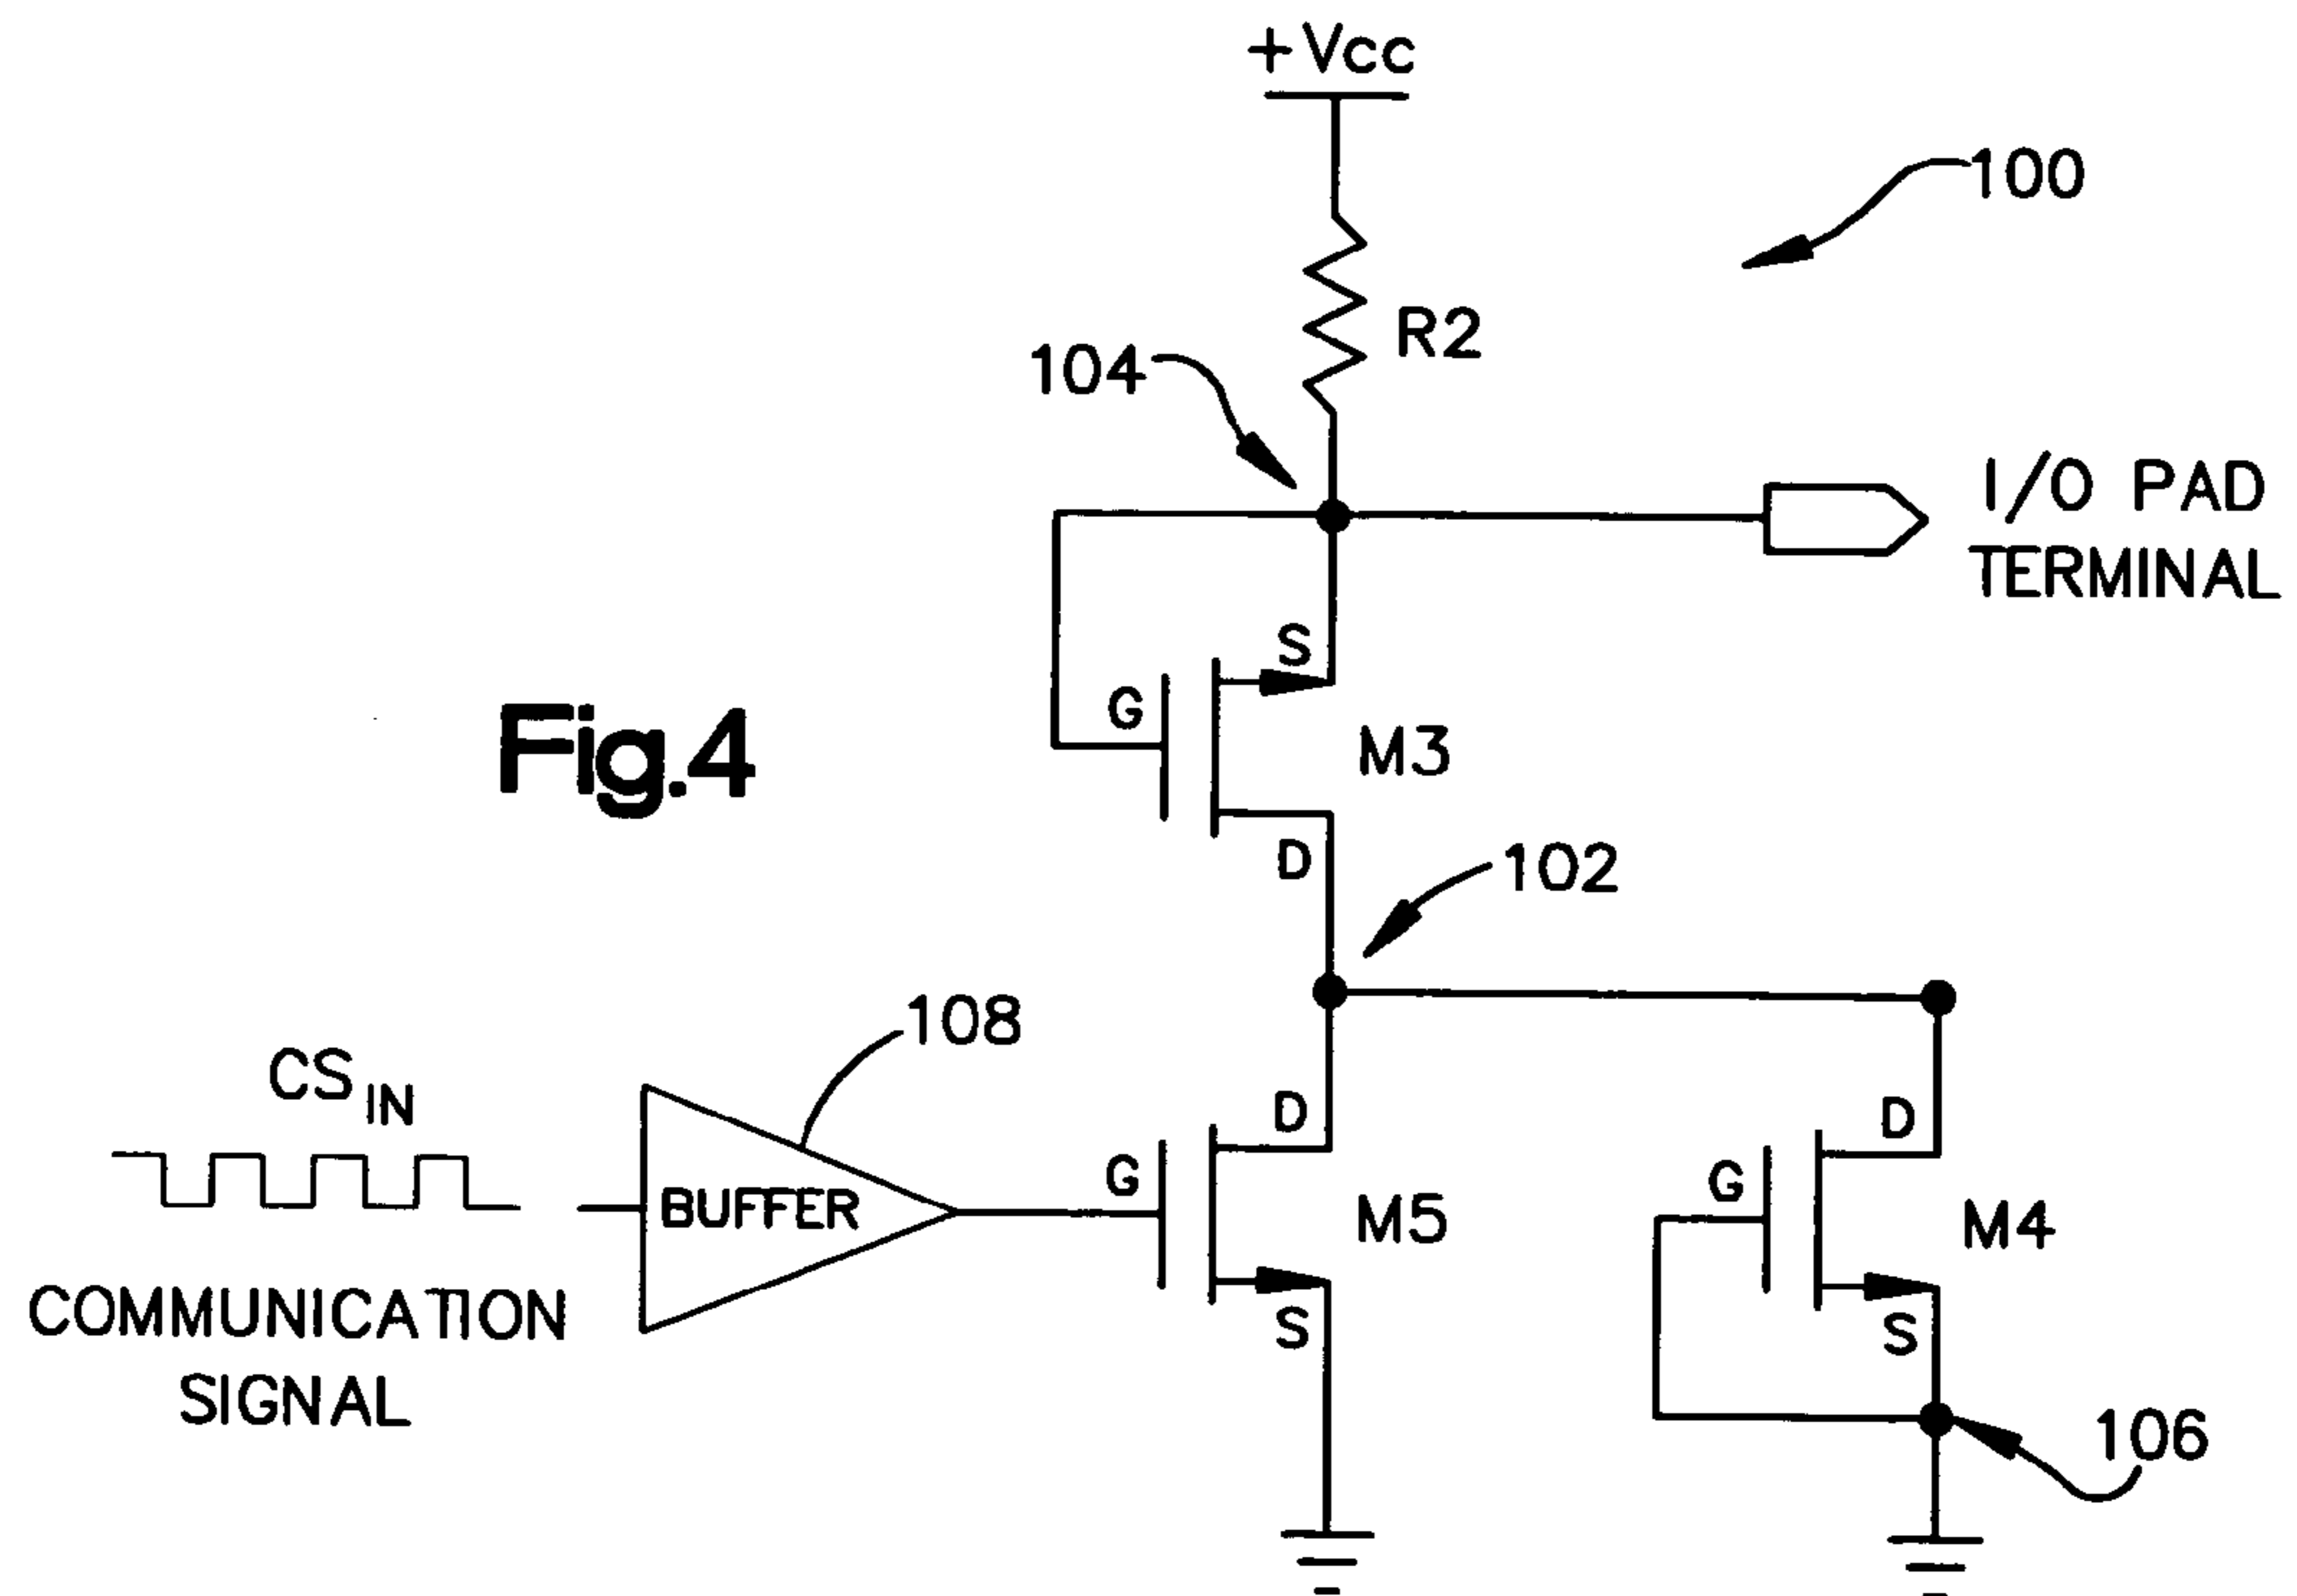 +Vcc
100
R2
104
I/O PAD
TERMINAL
S
G
M3
Fig.4
D
102
108
CS IN
D
D
G
G
BUFFER
M5
M4
COMMUNICATION
S
S
SIGNAL
106